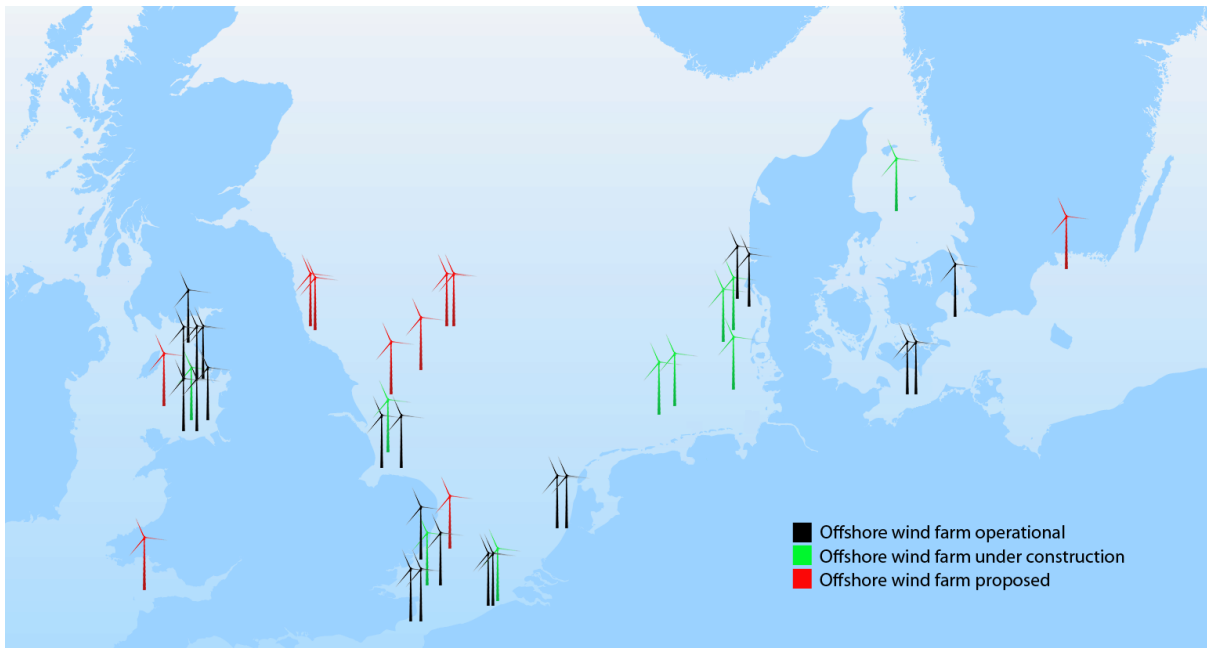 Offshore wind farm operational
Offshore wind farm under construction
Offshore wind farm proposed